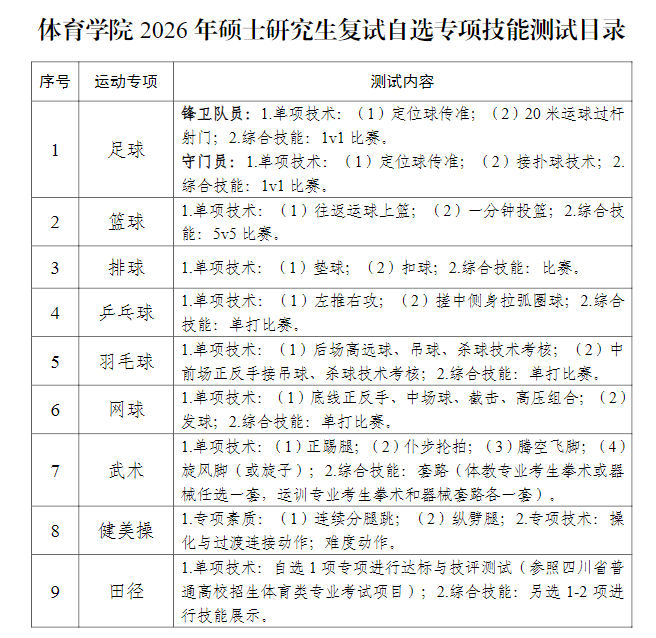 体育学院 2026 年硕士研究生复试自选专项技能测试目录
序号 运动专项 测试内容
1 足球 锋卫队员：1.单项技术：（1）定位球传准；（2）20 米运球过杆
射门；2.综合技能：1v1 比赛。
守门员：1.单项技术：（1）定位球传准；（2）接扑球技术；2.
综合技能：1v1 比赛。
2 篮球 1.单项技术：（1）往返运球上篮；（2）一分钟投篮；2.综合技
能：5v5 比赛。
3 排球 1.单项技术：（1）垫球；（2）扣球；2.综合技能：比赛。
4 乒乓球 1.单项技术：（1）左推右攻；（2）搓中侧身拉弧圈球；2.综合
技能：单打比赛。
5 羽毛球 1.单项技术：（1）后场高远球、吊球、杀球技术考核；（2）中
前场正反手接吊球、杀球技术考核；2.综合技能：单打比赛。
6 网球 1.单项技术：（1）底线正反手、中场球、截击、高压组合；（2）
发球；2.综合技能：单打比赛。
7 武术 1.单项技术：（1）正踢腿；（2）仆步抡拍；（3）腾空飞脚；（4）
旋风脚（或旋子）；2.综合技能：套路（体教专业考生拳术或器
械任选一套，运训专业考生拳术和器械套路各一套）。
8 健美操 1.专项素质：（1）连续分腿跳；（2）纵劈腿；2.专项技术：操
化与过渡连接动作；难度动作。
9 田径 1.单项技术：自选 1 项专项进行达标与技评测试（参照四川省普
通高校招生体育类专业考试项目）；2.综合技能：另选 1-2 项进
行技能展示。